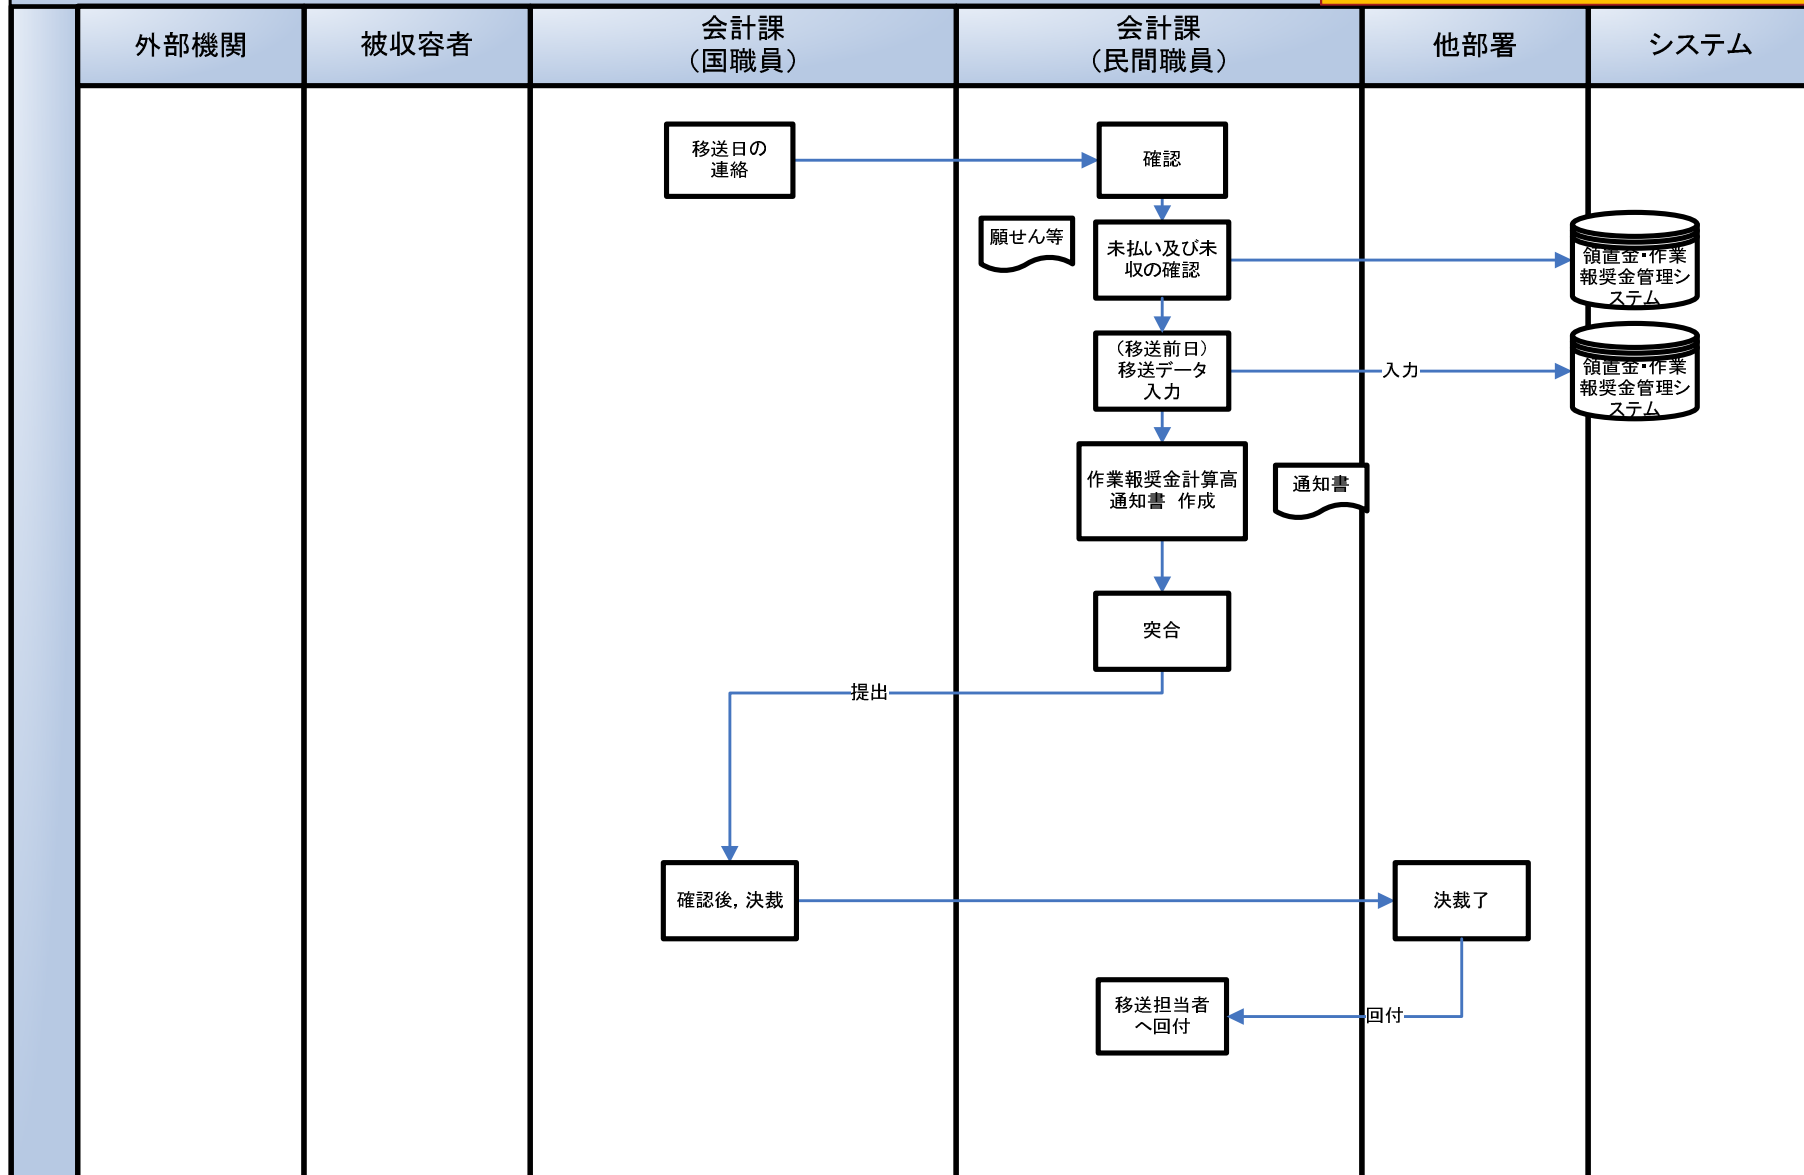 外部機関
被収容者
会計課
（国職員）
会計課
（民間職員）
他部署
システム
移送日の
連絡
確認
願せん等
未払い及び未
収の確認
領置金・作業
報奨金管理シ
ステム
（移送前日）
移送データ
入力
入力
領置金・作業
報奨金管理シ
ステム
作業報奨金計算高
通知書　作成
通知書
突合
提出
確認後，決裁
決裁了
移送担当者
へ回付
回付